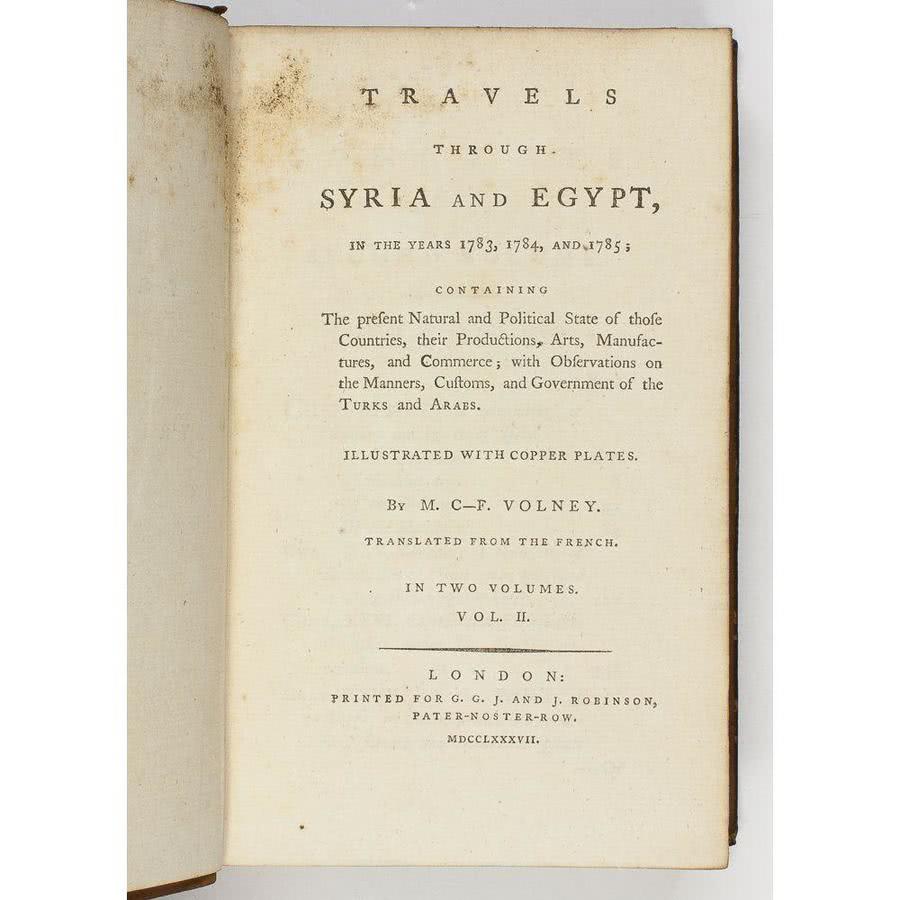 TRAVELS
THROUGH
SYRIA AND EGYPT,
IN THE YEARS 1783, 1784, AND 1785;
CONTAINING
The preſent Natural and Political State of thoſe
Countries, their Productions, Arts, Manufac-
tures, and Commerce; with Obſervations on
the Manners, Cuſtoms, and Government of the
TURKS and ARABS.
ILLUSTRATED WITH COPPER PLATES.
BY M. C—F. VOLNEY.
TRANSLATED FROM THE FRENCH.
IN TWO VOLUMES.
VOL. II.
LONDON:
PRINTED FOR G. G. J. AND J. ROBINSON,
PATER-NOSTER-ROW.
MDCCLXXXVII.